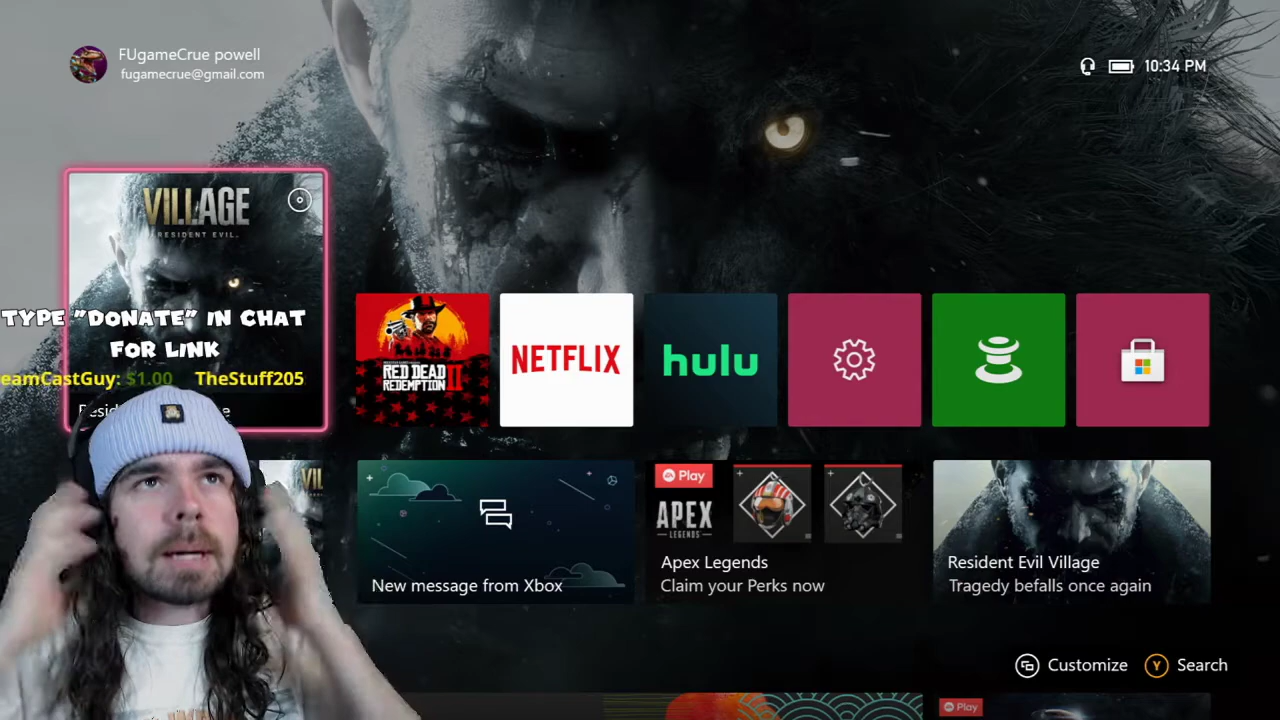 FUgameCrue powell
fugamecrue@gmail.com
10:34 PM
VILLAGE
RESIDENT EVIL
TYPE "DONATE" IN CHAT
FOR LINK
eamCastGuy: $1.00 TheStuff205
RED DEAD
REDEMPTION II
NETFLIX
hulu
New message from Xbox
EA Play
APEX
LEGENDS
Apex Legends
Claim your Perks now
Resident Evil Village
Tragedy befalls once again
Customize
Y Search
EA Play